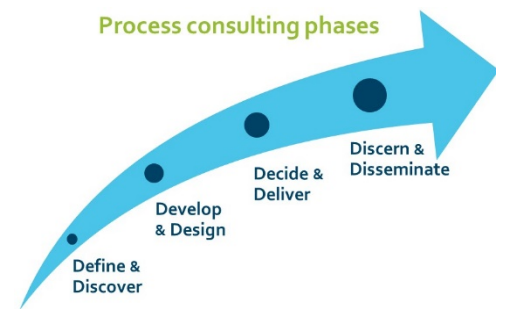 Process consulting phases
Define &
Discover
Develop
& Design
Decide &
Deliver
Discern &
Disseminate